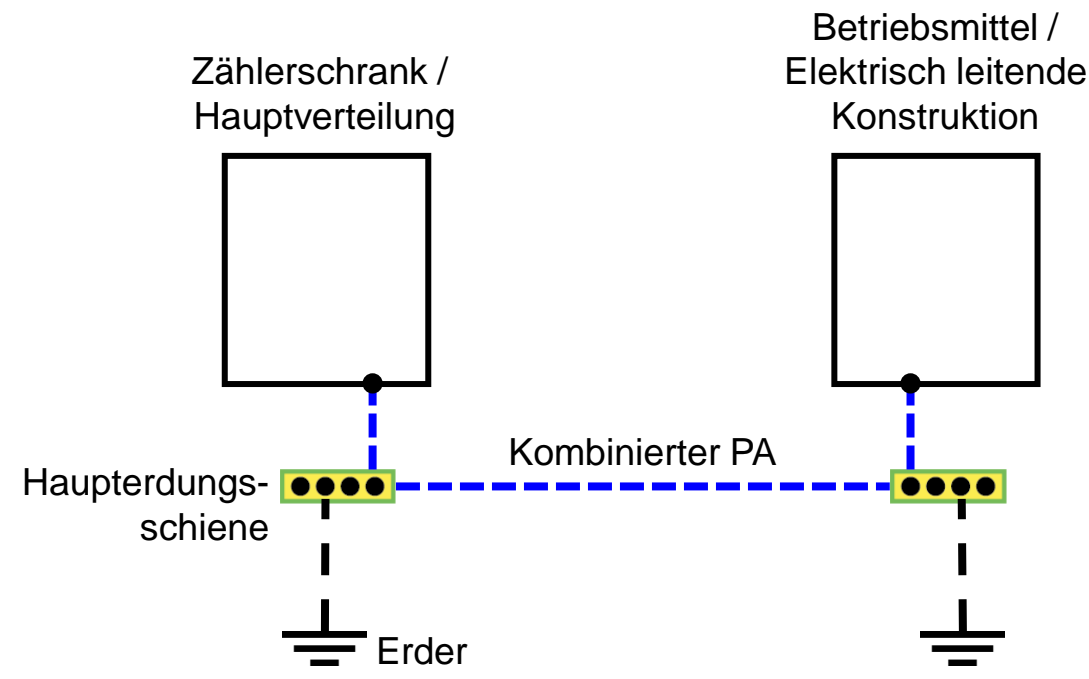 Zählerschrank /
Hauptverteilung
Betriebsmittel /
Elektrisch leitende
Konstruktion
Kombinierter PA
Haupterdungs-
schiene
Erder